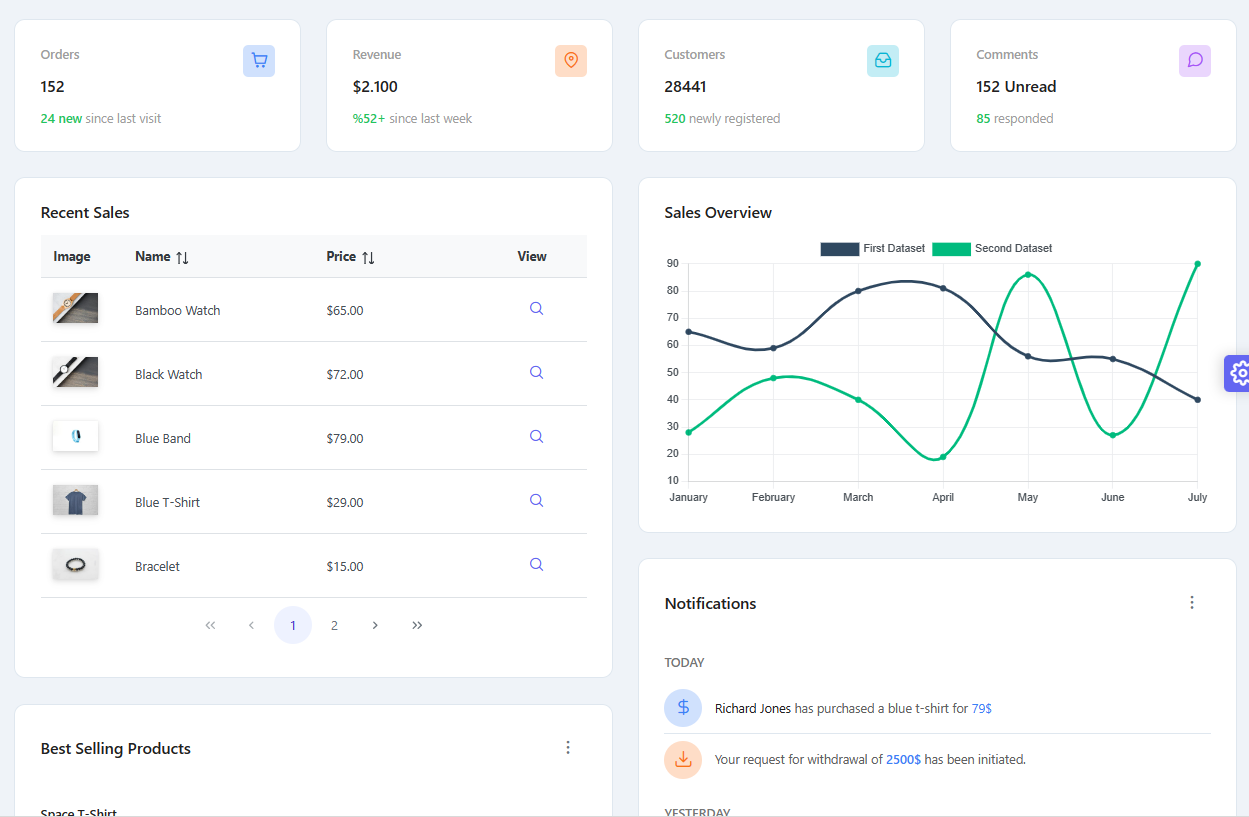 Orders
152
24 new since last visit
Revenue
$2.100
%52+ since last week
Customers
28441
520 newly registered
Comments
152 Unread
85 responded
Recent Sales
Image Name Price View
Bamboo Watch $65.00
Black Watch $72.00
Blue Band $79.00
Blue T-Shirt $29.00
Bracelet $15.00
« ‹ 1 2 › »
Best Selling Products
Space T-Shirt
Sales Overview
First Dataset Second Dataset
90
80
70
60
50
40
30
20
10
January February March April May June July
Notifications
TODAY
Richard Jones has purchased a blue t-shirt for 79$
Your request for withdrawal of 2500$ has been initiated.
YESTERDAY